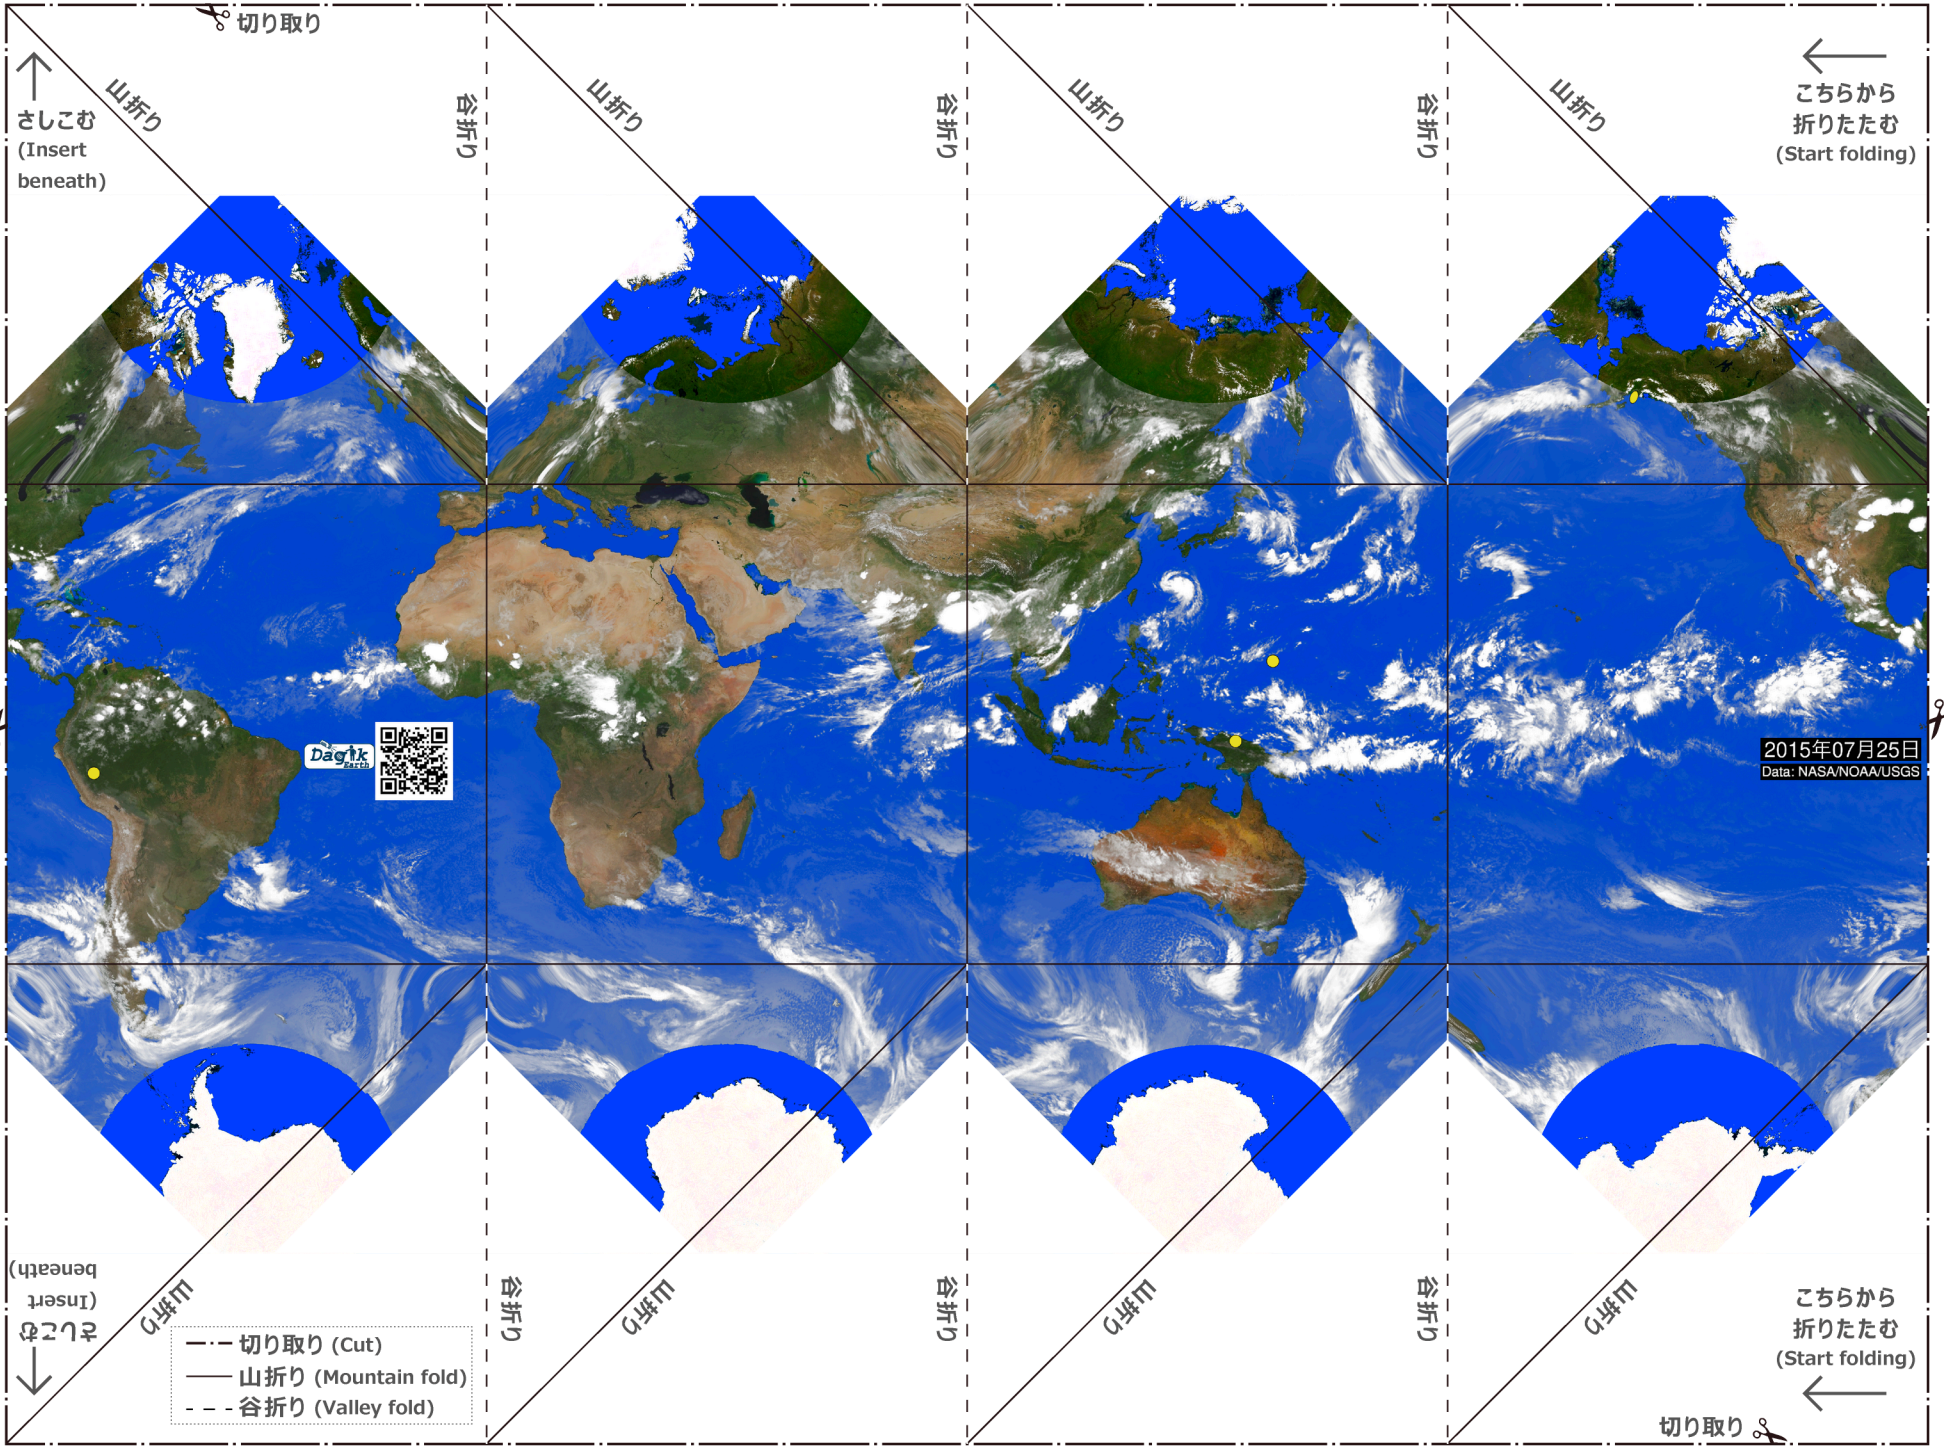 切り取り
山折り
谷折り
山折り
谷折り
山折り
谷折り
山折り
さしこむ
(Insert
beneath)
こちらから
折りたたむ
(Start folding)
Dagik
Earth
2015年07月25日
Data: NASA/NOAA/USGS
さしこむ
(Insert
beneath)
山折り
谷折り
山折り
谷折り
山折り
谷折り
山折り
こちらから
折りたたむ
(Start folding)
切り取り (Cut)
山折り (Mountain fold)
谷折り (Valley fold)
切り取り